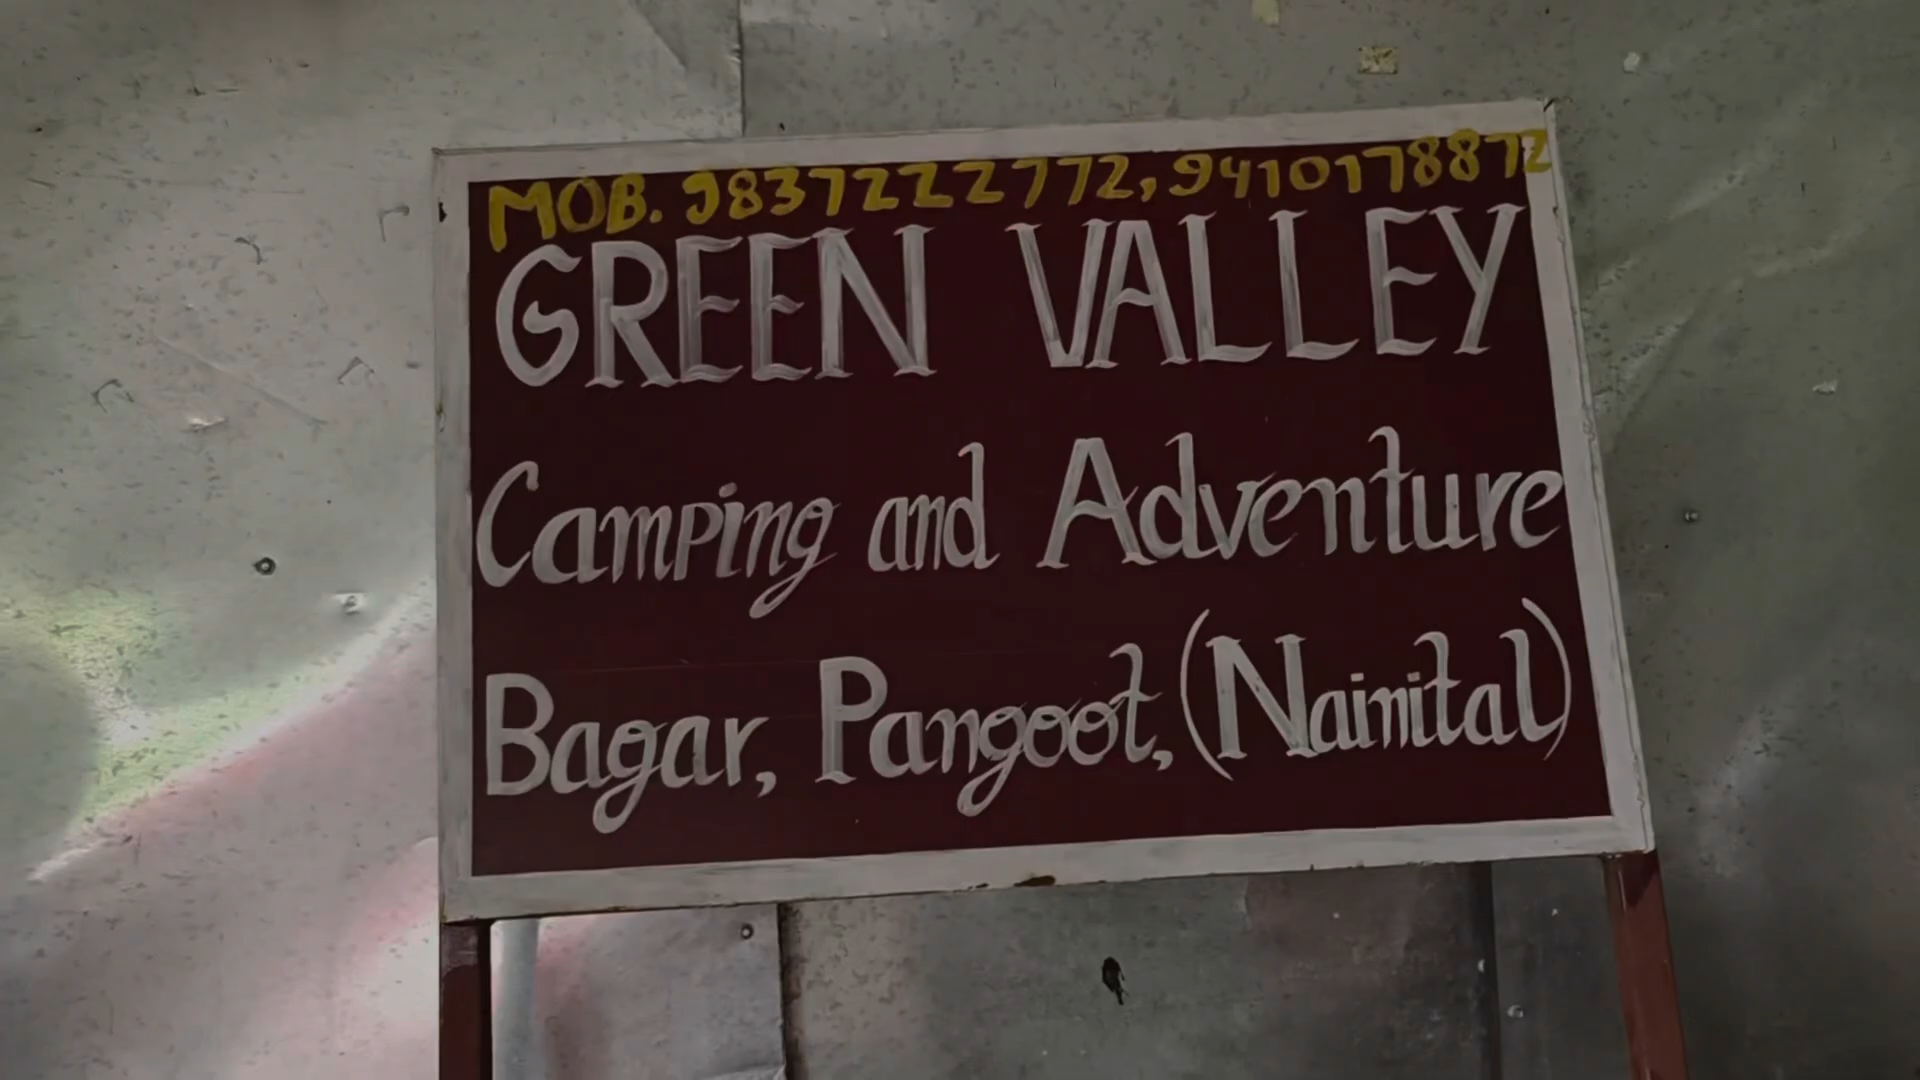 MOB. 9837222772, 9410178872
GREEN VALLEY
Camping and Adventure
Bagar, Pangoot, (Nainital)